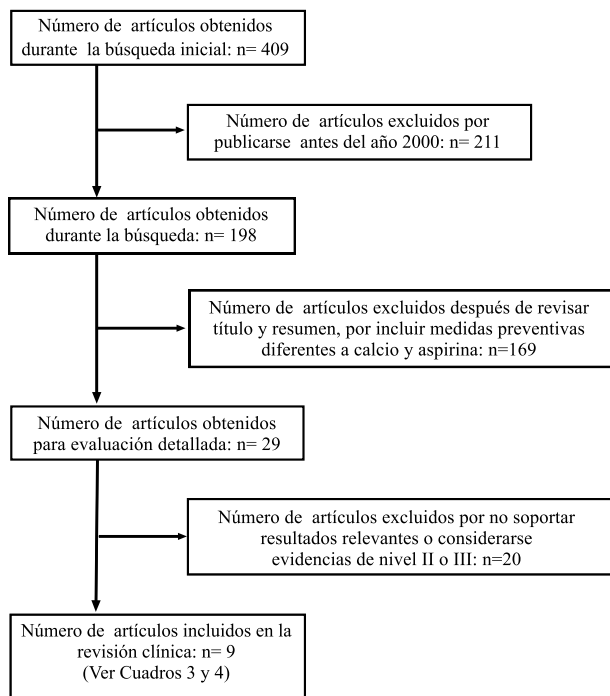 Número de artículos obtenidos
durante la búsqueda inicial: n= 409
Número de artículos excluidos por
publicarse antes del año 2000: n= 211
Número de artículos obtenidos
durante la búsqueda: n= 198
Número de artículos excluidos después de revisar
título y resumen, por incluir medidas preventivas
diferentes a calcio y aspirina: n=169
Número de artículos obtenidos
para evaluación detallada: n= 29
Número de artículos excluidos por no soportar
resultados relevantes o considerarse
evidencias de nivel II o III: n=20
Número de artículos incluidos en la
revisión clínica: n= 9
(Ver Cuadros 3 y 4)